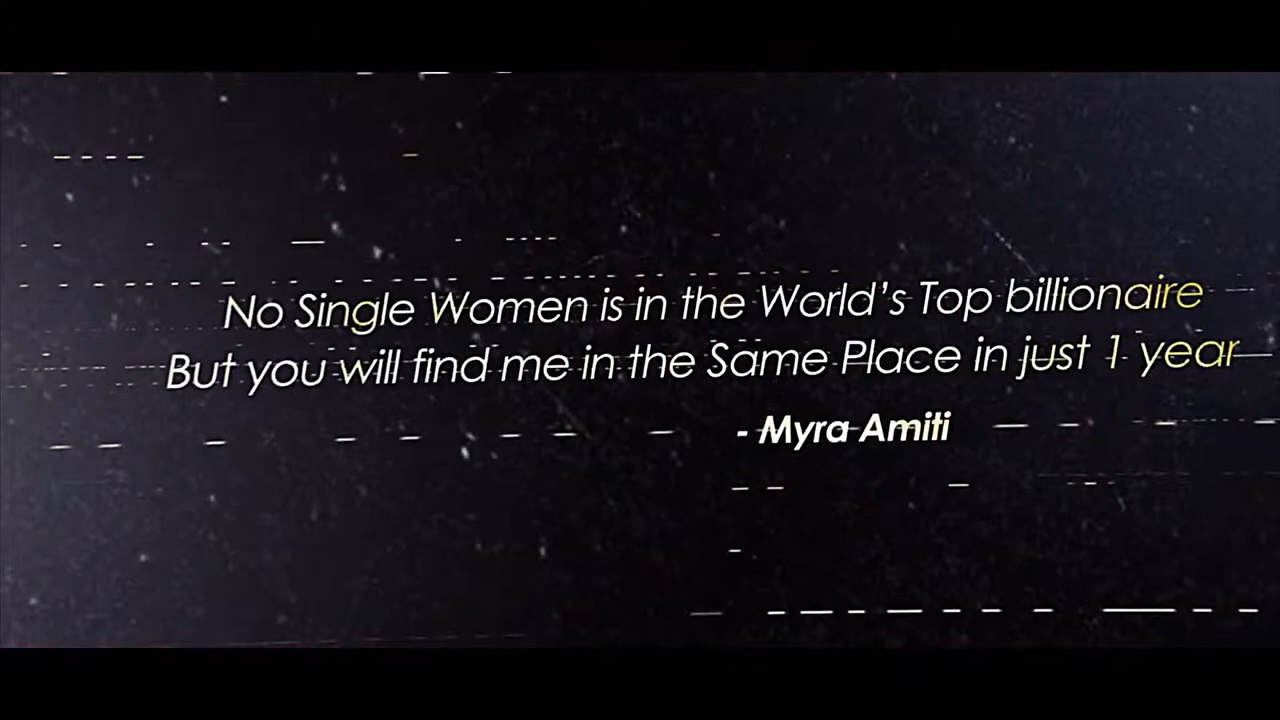 No Single Women is in the World's Top billionaire
But you will find me in the Same Place in just 1 year
- Myra Amiti